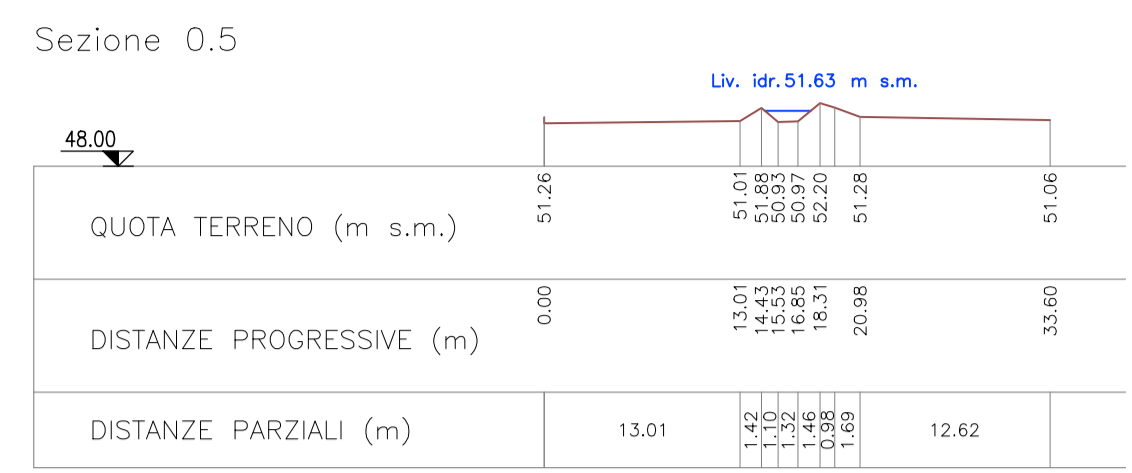 Sezione 0.5
Liv. idr. 51.63 m s.m.
48.00
QUOTA TERRENO (m s.m.) 51.26 51.01 51.88 50.93 50.97 52.20 51.28 51.06
DISTANZE PROGRESSIVE (m) 0.00 13.01 14.43 15.53 16.85 18.31 20.98 33.60
DISTANZE PARZIALI (m) 13.01 1.42 1.10 1.32 1.46 0.98 1.69 12.62